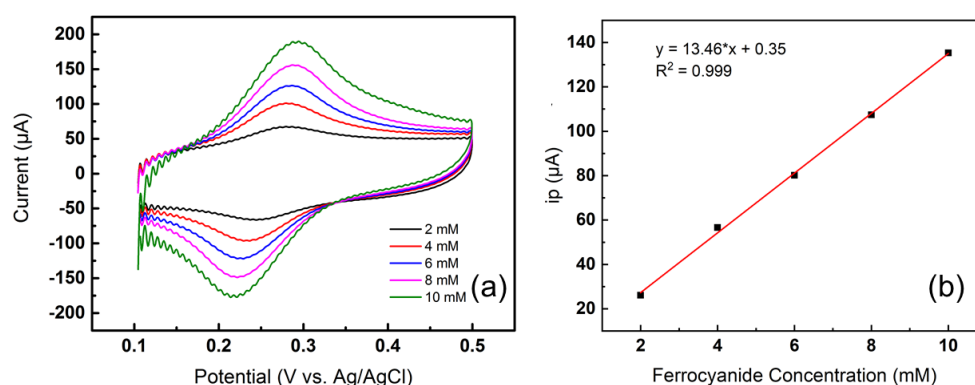 200
150
100
50
0
-50
-100
-150
-200
Current (µA)
0.1 0.2 0.3 0.4 0.5
Potential (V vs. Ag/AgCl)
2 mM
4 mM
6 mM
8 mM
10 mM
(a)
140
120
100
80
60
40
20
ip (µA)
y = 13.46*x + 0.35
R² = 0.999
(b)
2 4 6 8 10
Ferrocyanide Concentration (mM)